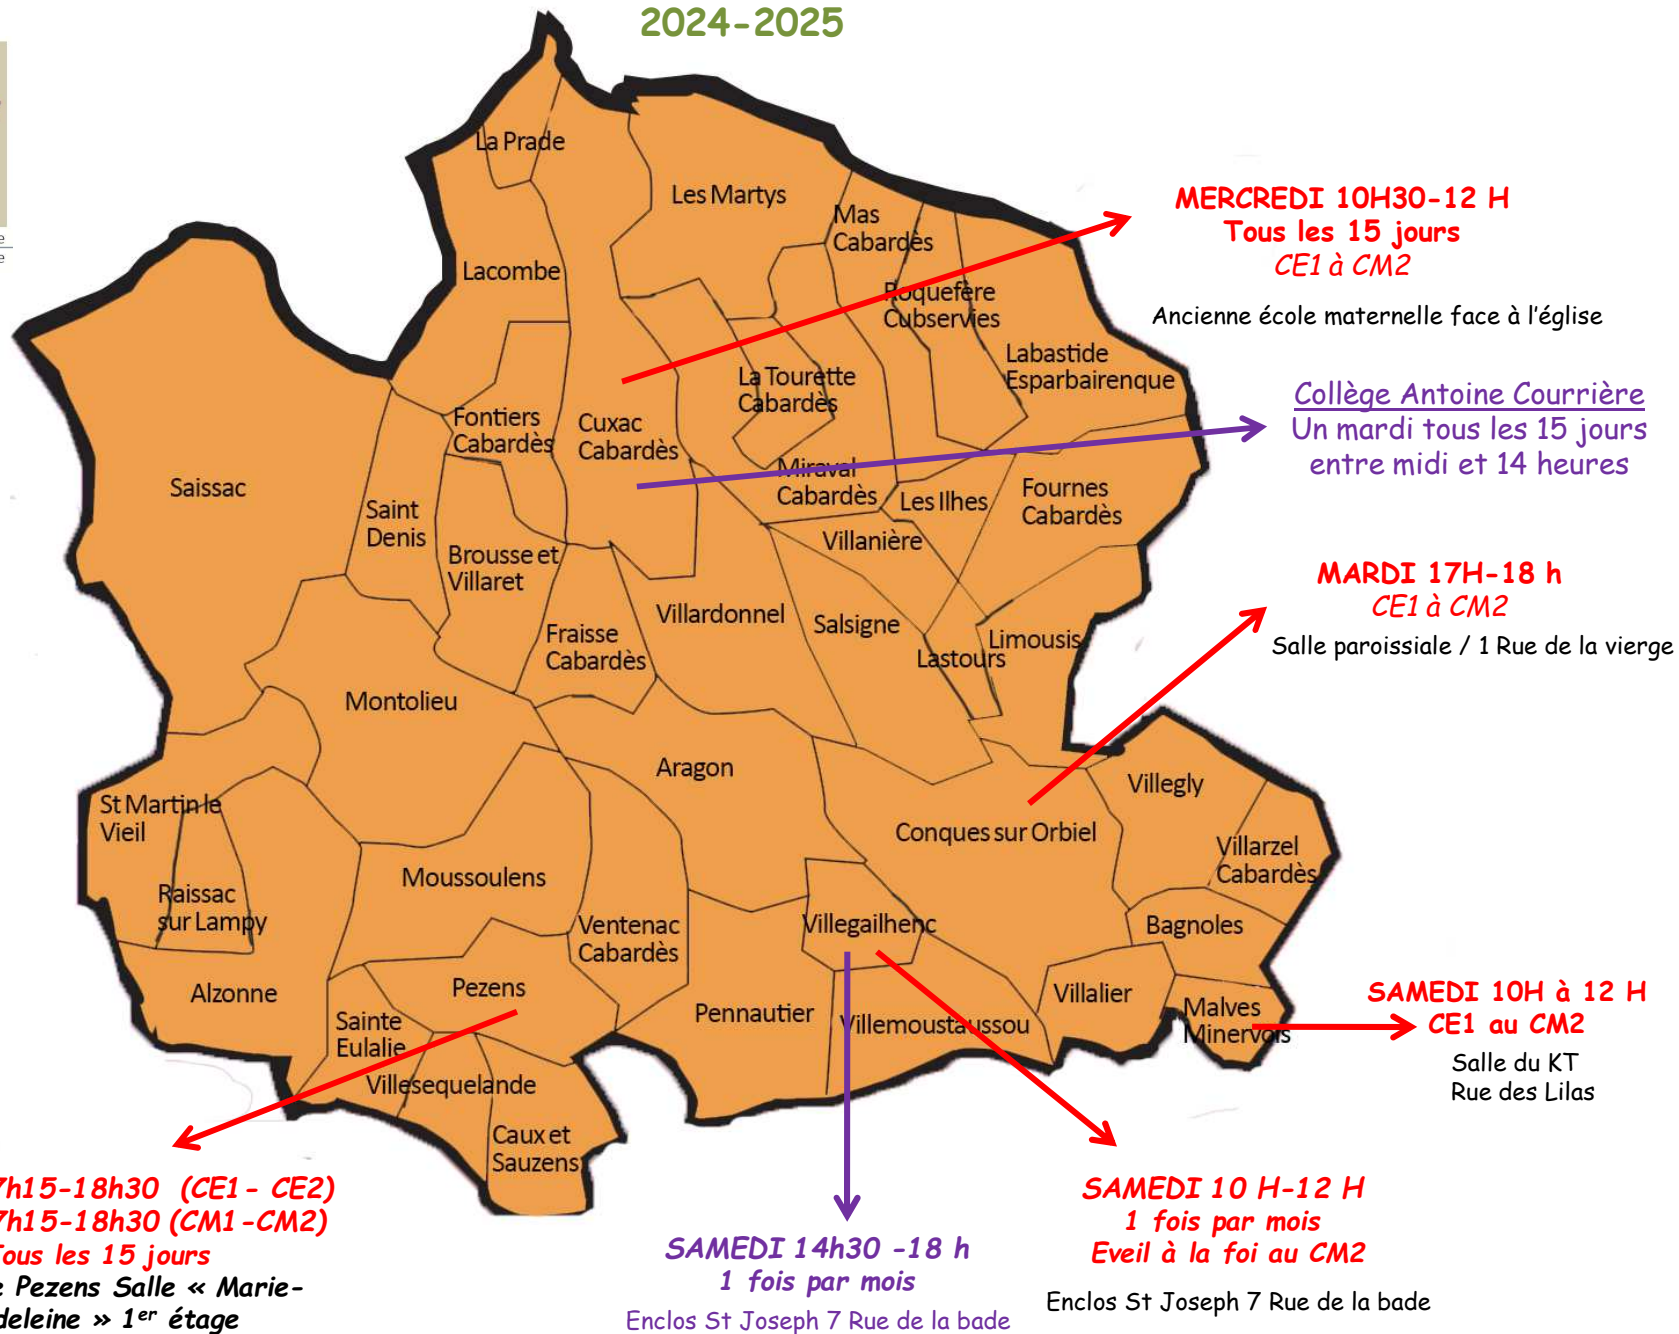 2024-2025
La Prade
Les Martys
Mas
Cabardès
Lacombe
Roquefère
Cubservies
Labastide
Esparbairenque
La Tourette
Cabardès
Fontiers
Cabardès
Cuxac
Cabardès
Miraval
Cabardès
Les Ilhes
Fournes
Cabardès
Saissac
Saint
Denis
Brousse et
Villaret
Villanière
Villardonnel
Salsigne
Fraisse
Cabardès
Lastours
Limousis
Montolieu
Aragon
Villegly
St Martin le
Vieil
Conques sur Orbiel
Villarzel
Cabardès
Moussoulens
Raissac
sur Lampy
Ventenac
Cabardès
Villegailhenc
Bagnoles
Alzonne
Pezens
Villalier
Pennautier
Malves
Minervois
Sainte
Eulalie
Villemoustaussou
Villesequelande
Caux et
Sauzens
MERCREDI 10H30-12 H
Tous les 15 jours
CE1 à CM2
Ancienne école maternelle face à l'église
Collège Antoine Courrière
Un mardi tous les 15 jours
entre midi et 14 heures
MARDI 17H-18 h
CE1 à CM2
Salle paroissiale / 1 Rue de la vierge
SAMEDI 10H à 12 H
CE1 au CM2
Salle du KT
Rue des Lilas
7h15-18h30 (CE1- CE2)
7h15-18h30 (CM1-CM2)
Tous les 15 jours
e Pezens Salle « Marie-
deleine » 1er étage
SAMEDI 14h30 -18 h
1 fois par mois
Enclos St Joseph 7 Rue de la bade
SAMEDI 10 H-12 H
1 fois par mois
Eveil à la foi au CM2
Enclos St Joseph 7 Rue de la bade